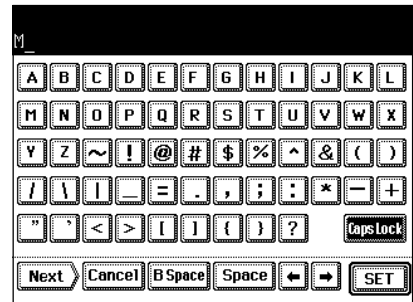 M_
A B C D E F G H I J K L
M N O P Q R S T U V W X
Y Z ~ ! @ # $ % ^ & ( )
/ \ | _ = . , ; : * - +
" ' < > [ ] { } ? Caps Lock
Next Cancel B Space Space ← → SET